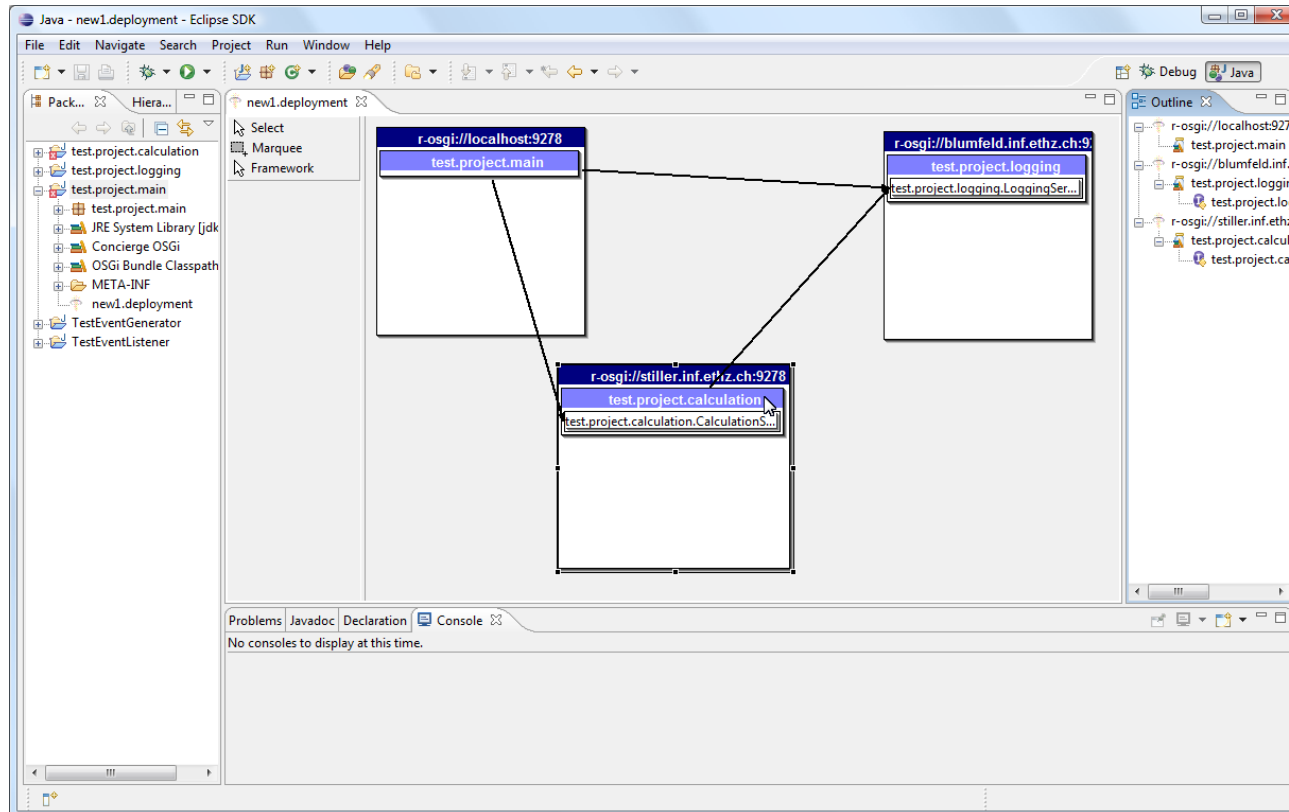 Java - new1.deployment - Eclipse SDK
File Edit Navigate Search Project Run Window Help
Debug Java
Pack... Hiera...
test.project.calculation
test.project.logging
test.project.main
test.project.main
JRE System Library [jdk
Concierge OSGi
OSGi Bundle Classpath
META-INF
new1.deployment
TestEventGenerator
TestEventListener
new1.deployment
Select
Marquee
Framework
r-osgi://localhost:9278
test.project.main
r-osgi://blumfeld.inf.ethz.ch:92
test.project.logging
test.project.logging.LoggingSer...
r-osgi://stiller.inf.ethz.ch:9278
test.project.calculation
test.project.calculation.CalculationS...
Outline
r-osgi://localhost:927
test.project.main
r-osgi://blumfeld.inf.
test.project.loggin
test.project.lo
r-osgi://stiller.inf.ethz
test.project.calcul
test.project.ca
Problems Javadoc Declaration Console
No consoles to display at this time.